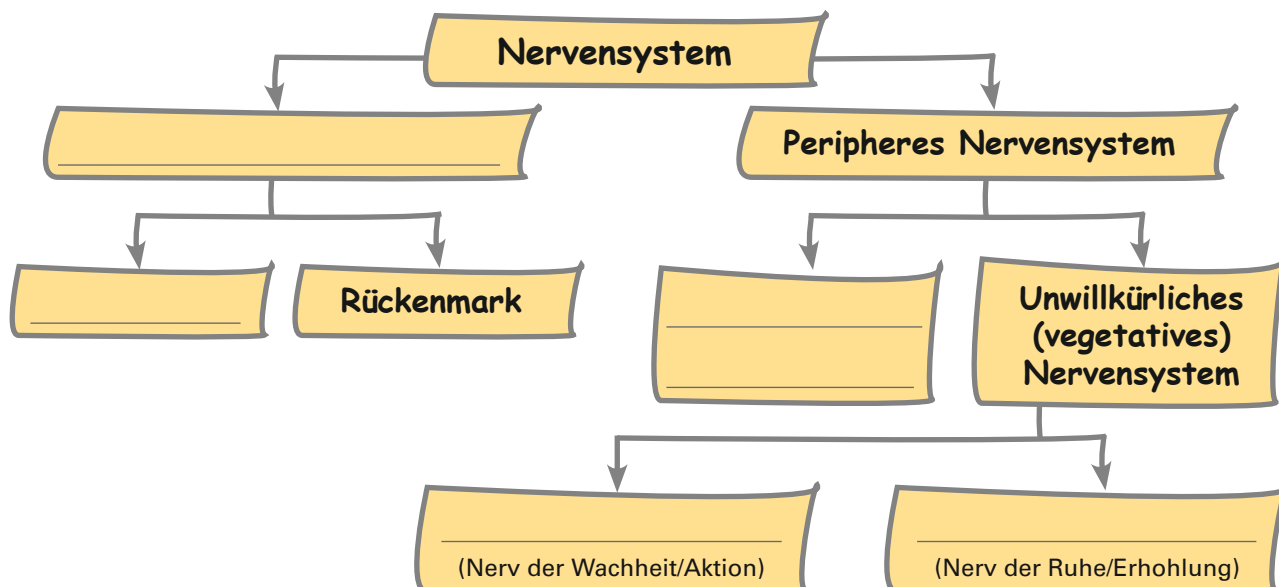 Nervensystem
Peripheres Nervensystem
Rückenmark
Unwillkürliches
(vegetatives)
Nervensystem
(Nerv der Wachheit/Aktion)
(Nerv der Ruhe/Erhohlung)